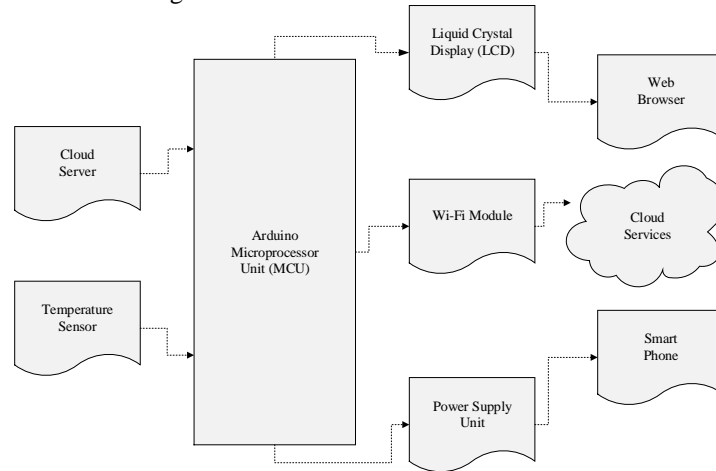 Liquid Crystal
Display (LCD)
Web
Browser
Cloud
Server
Arduino
Microprocessor
Unit (MCU)
Wi-Fi Module
Cloud
Services
Temperature
Sensor
Smart
Phone
Power Supply
Unit